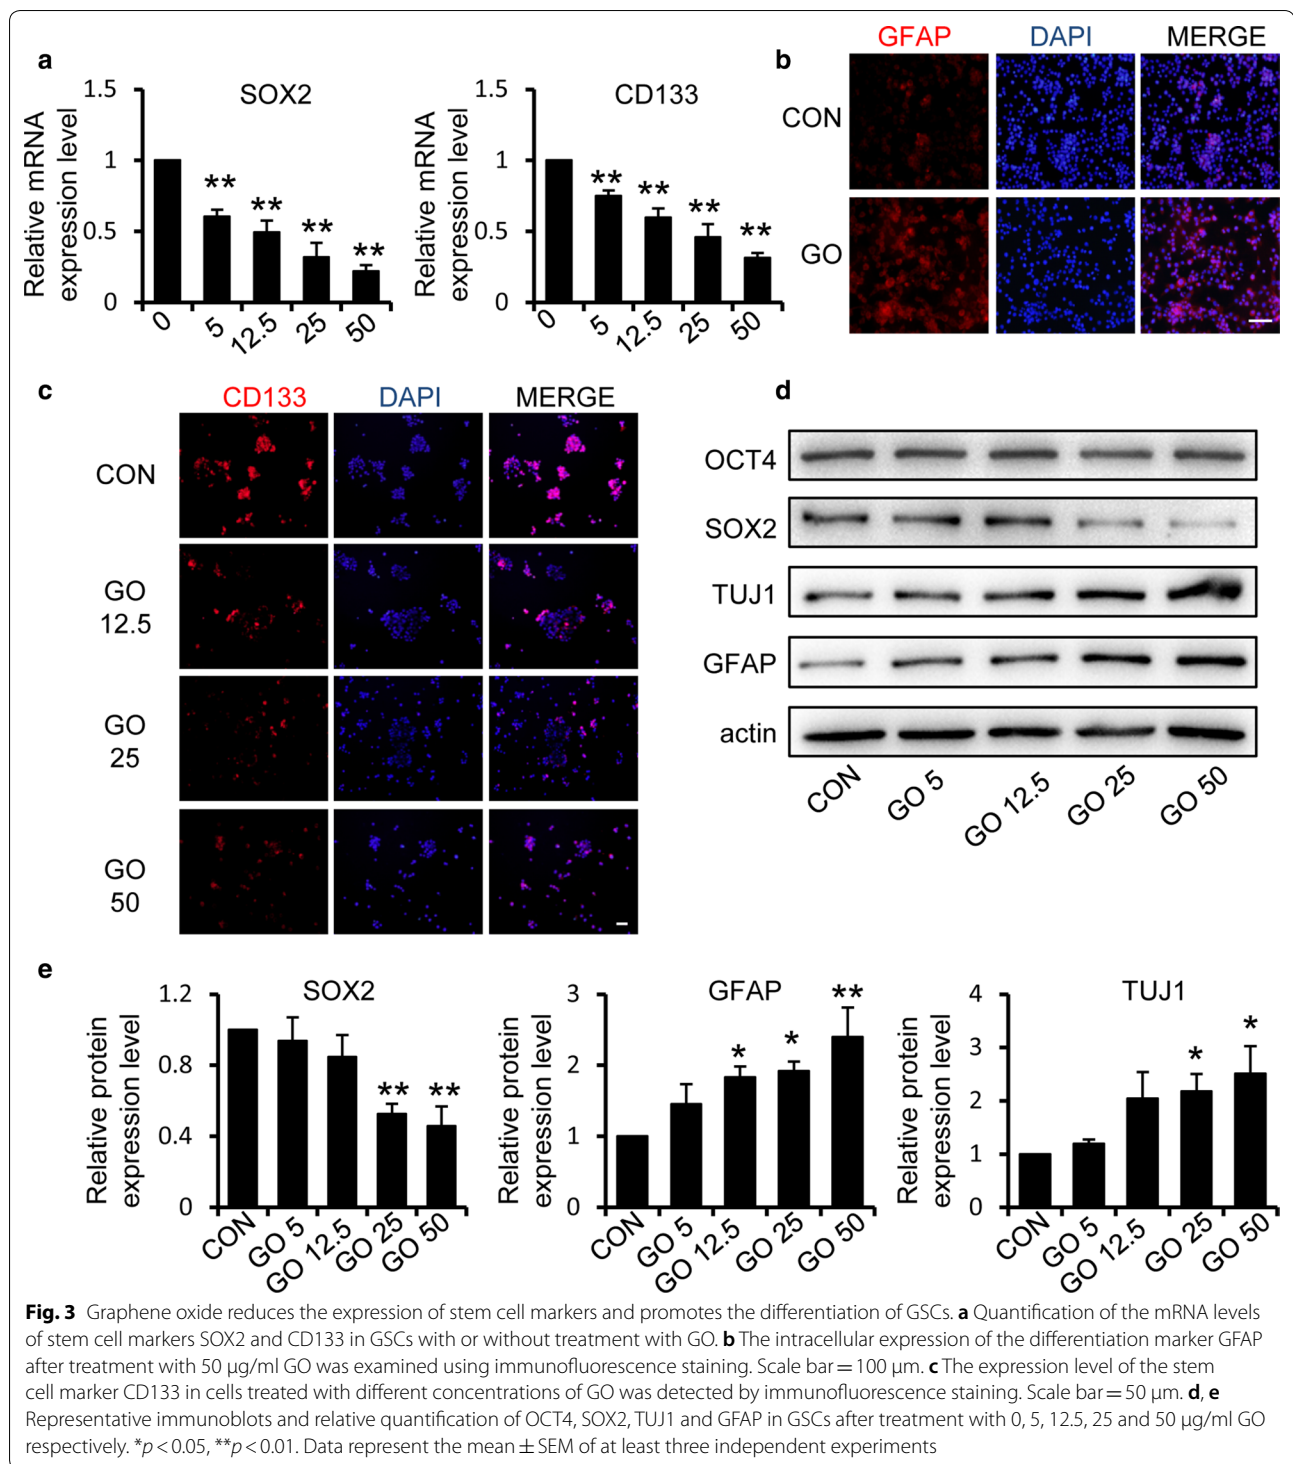 a
SOX2
Relative mRNA
expression level
1.5
1
0.5
0
** ** ** **
0 5 12.5 25 50
CD133
Relative mRNA
expression level
1.5
1
0.5
0
** ** ** **
0 5 12.5 25 50
b
GFAP DAPI MERGE
CON
GO
c
CD133 DAPI MERGE
CON
GO
12.5
GO
25
GO
50
d
OCT4
SOX2
TUJ1
GFAP
actin
CON GO 5 GO 12.5 GO 25 GO 50
e
SOX2
Relative protein
expression level
1.2
0.8
0.4
0
** **
CON GO 5 GO 12.5 GO 25 GO 50
GFAP
Relative protein
expression level
3
2
1
0
* * **
CON GO 5 GO 12.5 GO 25 GO 50
TUJ1
Relative protein
expression level
4
3
2
1
0
* *
CON GO 5 GO 12.5 GO 25 GO 50
Fig. 3 Graphene oxide reduces the expression of stem cell markers and promotes the differentiation of GSCs. a Quantification of the mRNA levels
of stem cell markers SOX2 and CD133 in GSCs with or without treatment with GO. b The intracellular expression of the differentiation marker GFAP
after treatment with 50 μg/ml GO was examined using immunofluorescence staining. Scale bar = 100 μm. c The expression level of the stem
cell marker CD133 in cells treated with different concentrations of GO was detected by immunofluorescence staining. Scale bar = 50 μm. d, e
Representative immunoblots and relative quantification of OCT4, SOX2, TUJ1 and GFAP in GSCs after treatment with 0, 5, 12.5, 25 and 50 μg/ml GO
respectively. *p < 0.05, **p < 0.01. Data represent the mean ± SEM of at least three independent experiments